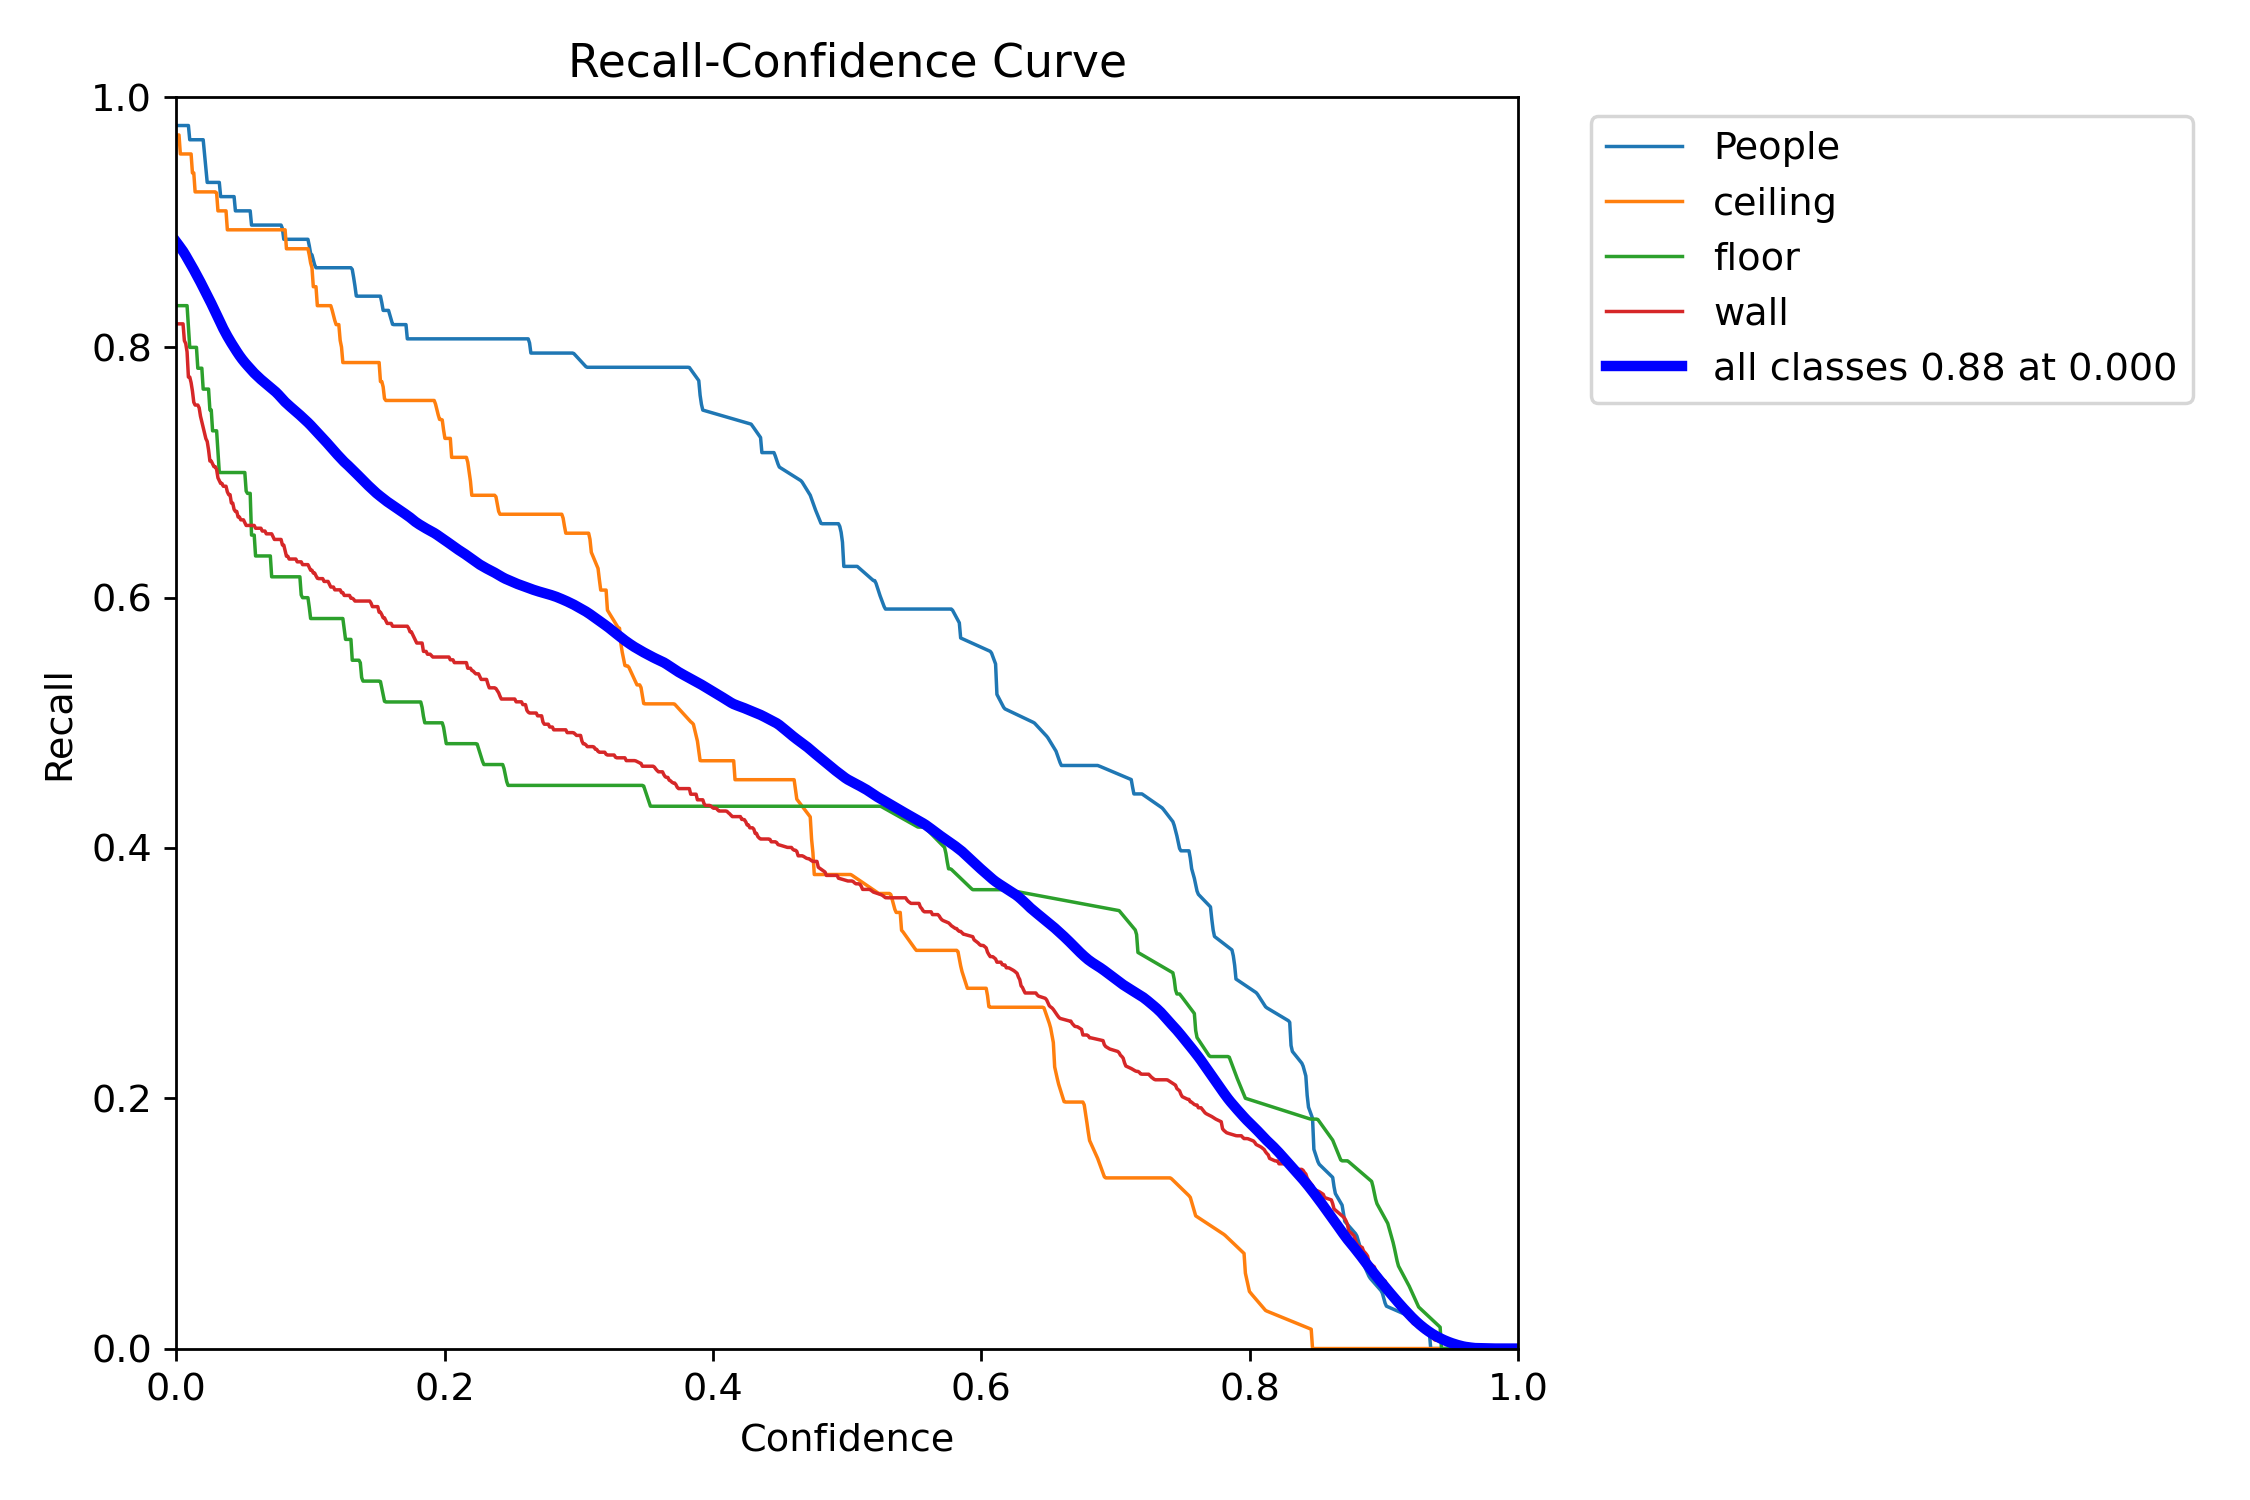 Recall-Confidence Curve
1.0
0.8
0.6
0.4
0.2
0.0
Recall
0.0 0.2 0.4 0.6 0.8 1.0
Confidence
People
ceiling
floor
wall
all classes 0.88 at 0.000